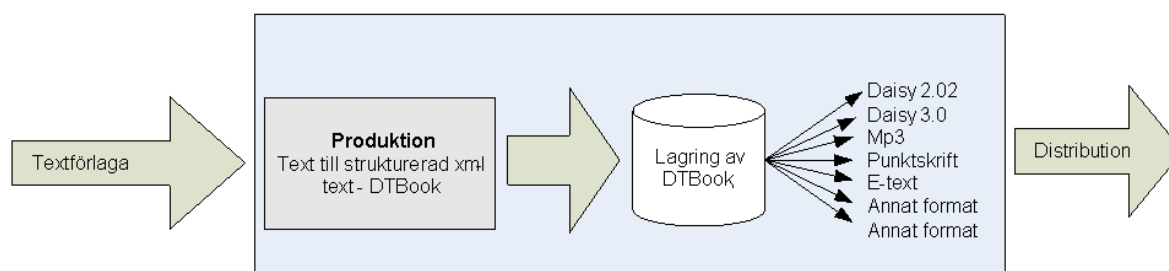 Textförlaga
Produktion
Text till strukturerad xml
text - DTBook
Lagring av
DTBook
Daisy 2.02
Daisy 3.0
Mp3
Punktskrift
E-text
Annat format
Annat format
Distribution